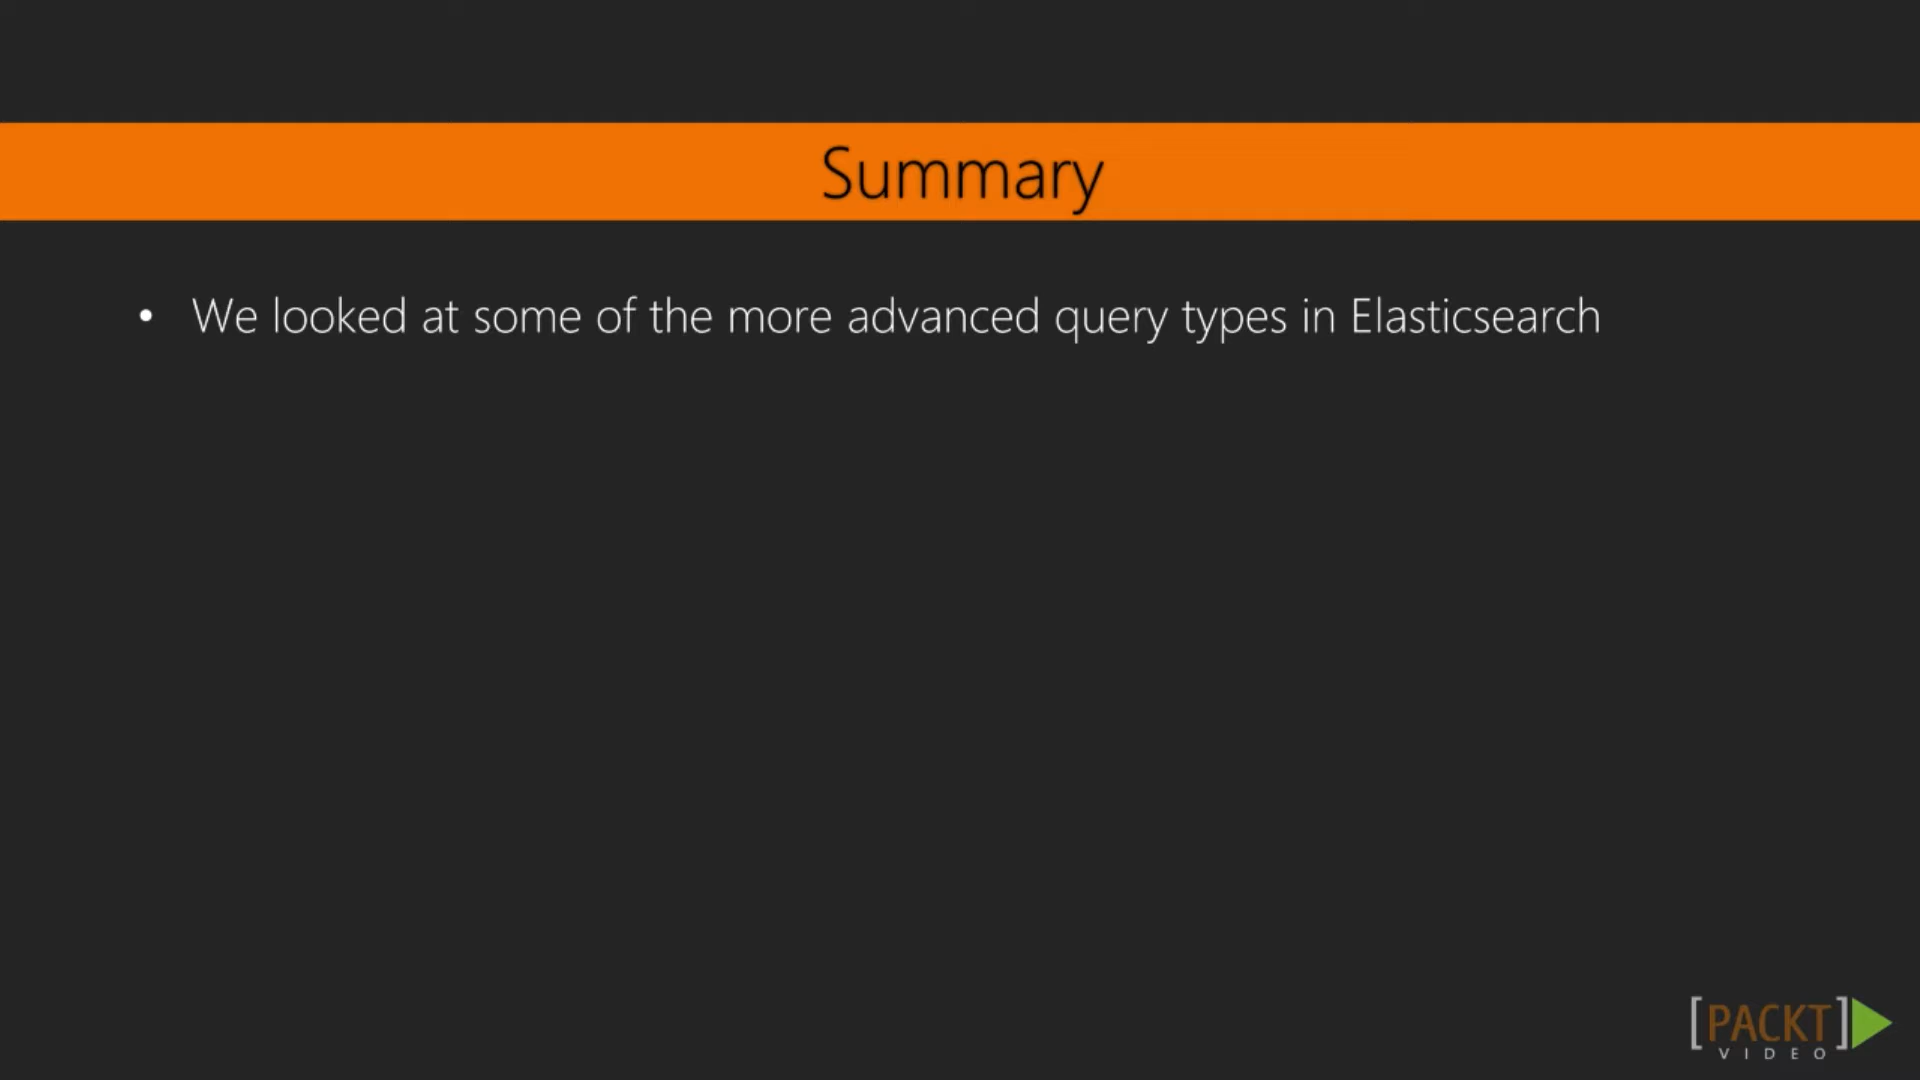 Summary
• We looked at some of the more advanced query types in Elasticsearch
[PACKT]
VIDEO